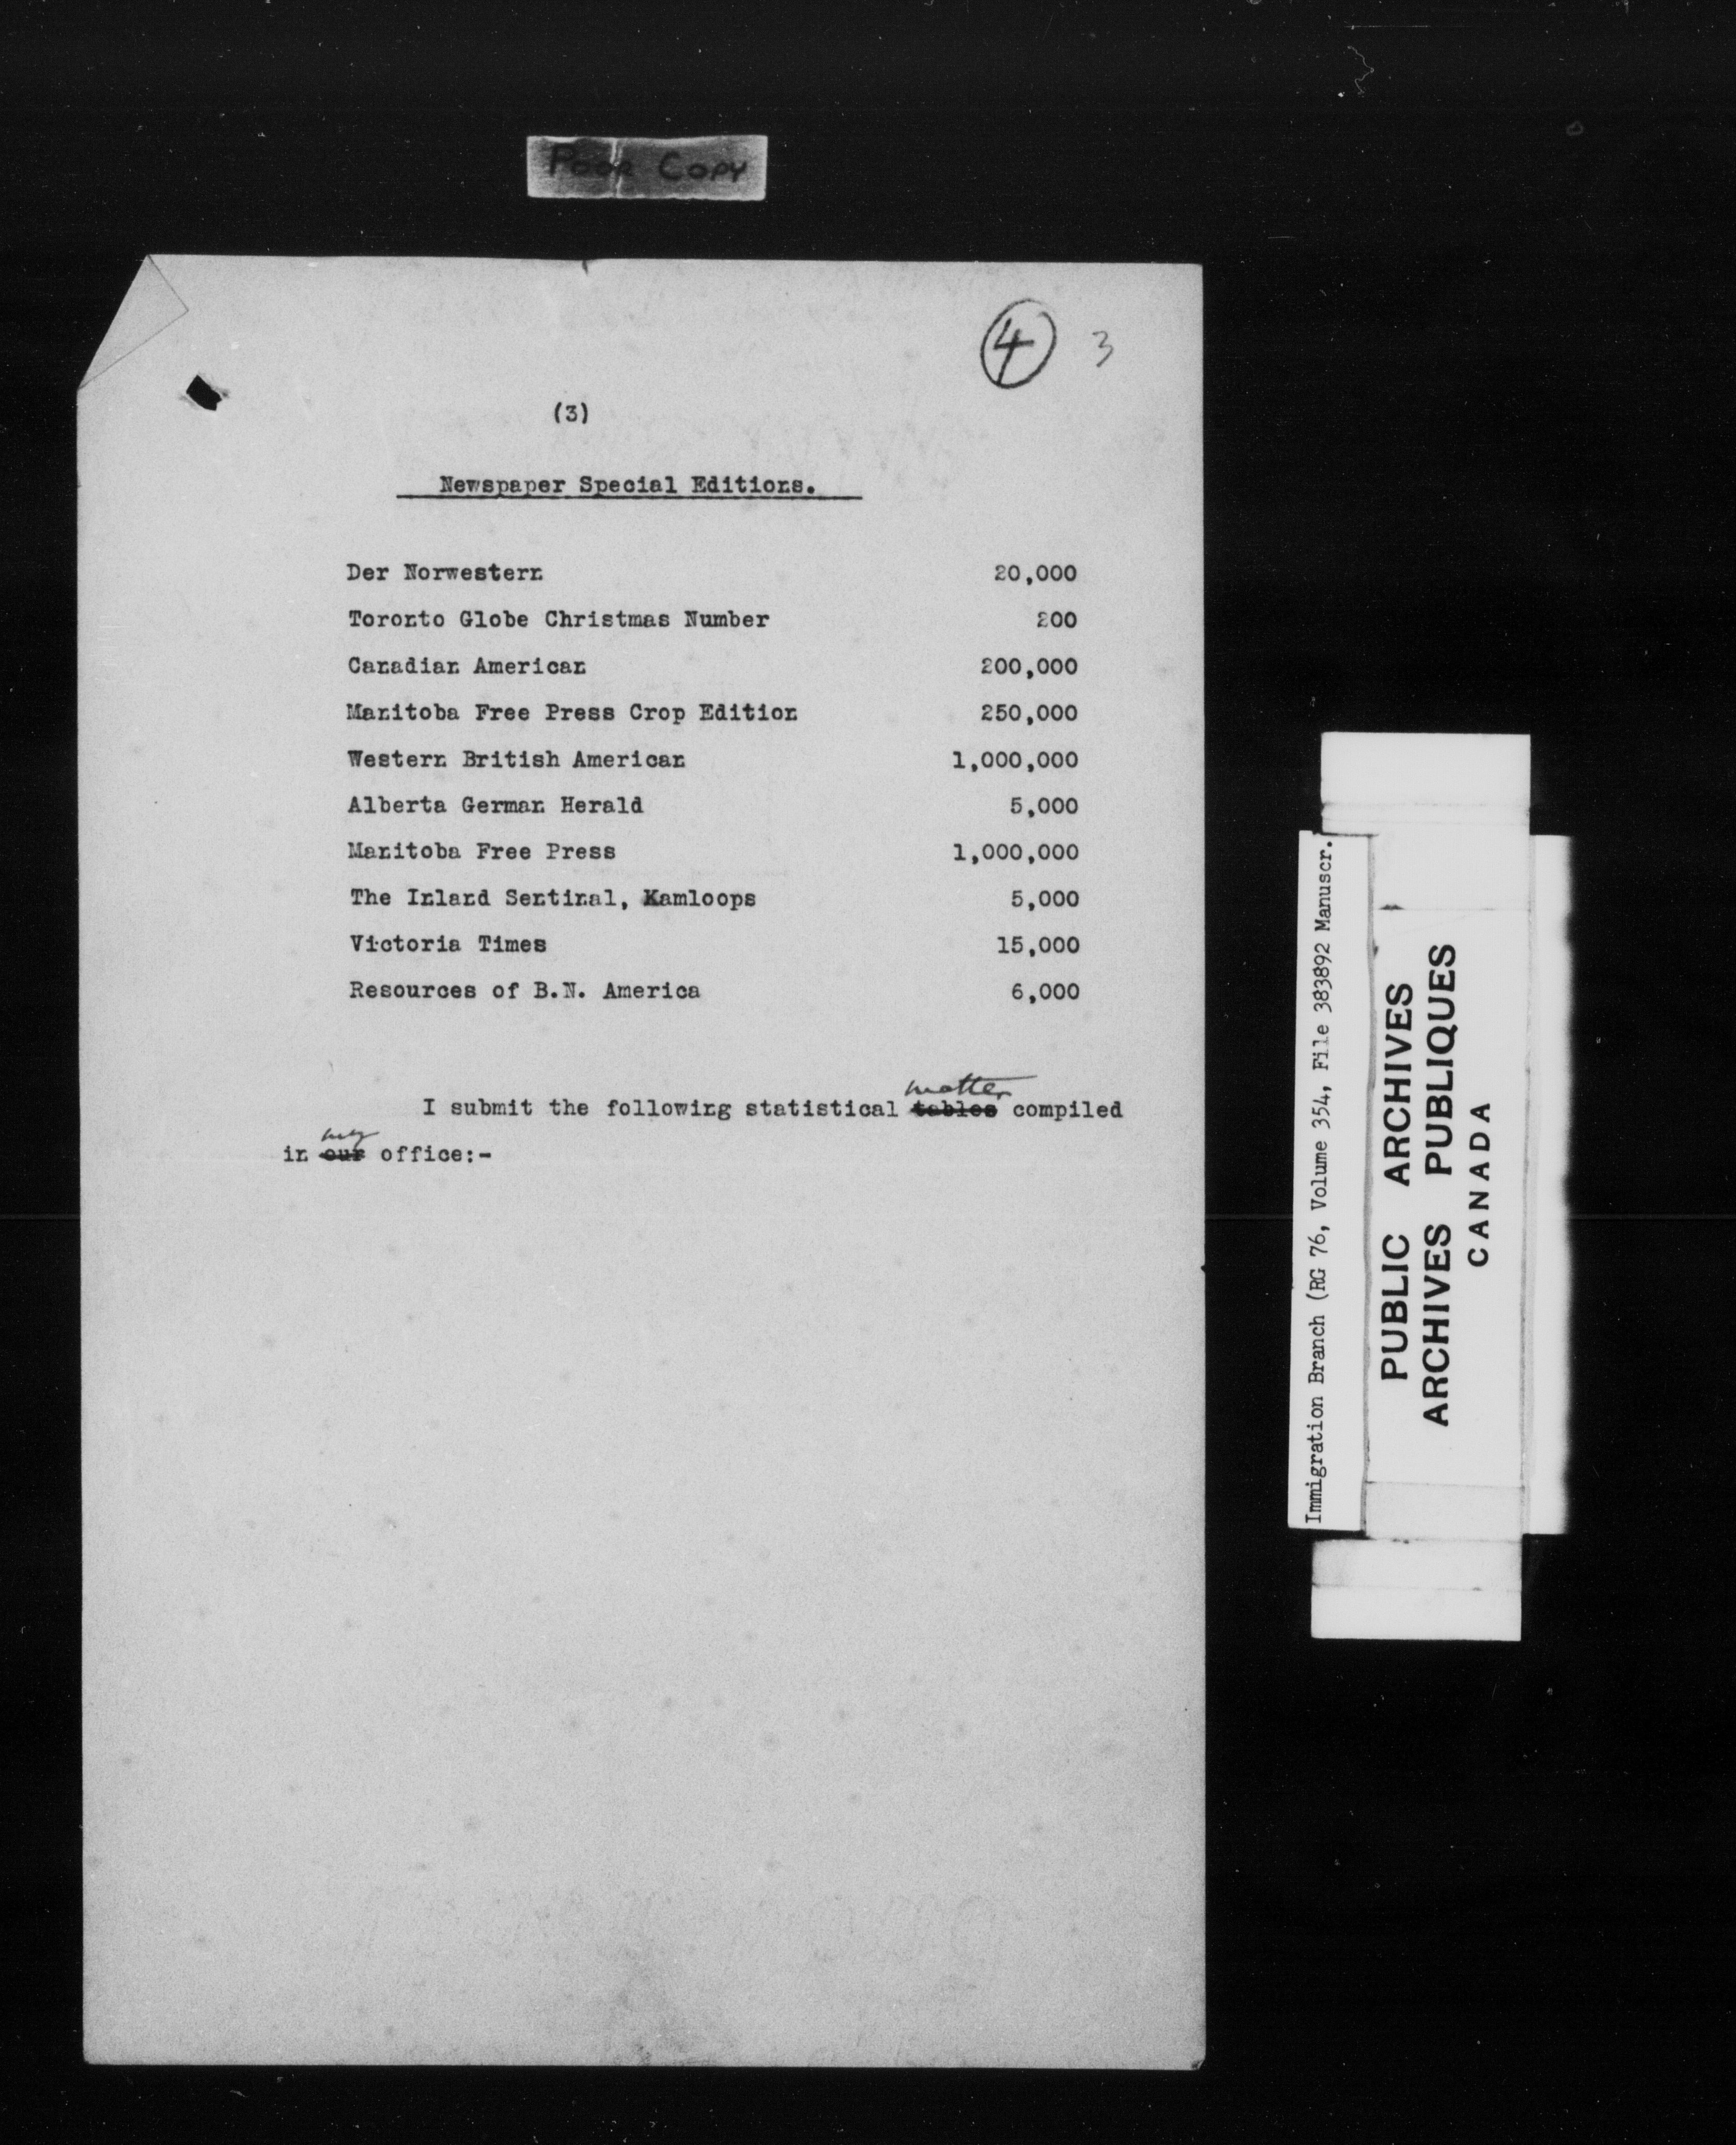 Poor Copy
4 3
(3)
Newspaper Special Editions.
Der Norwestern 20,000
Toronto Globe Christmas Number 200
Canadian American 200,000
Manitoba Free Press Crop Edition 250,000
Western British American 1,000,000
Alberta German Herald 5,000
Manitoba Free Press 1,000,000
The Inland Sentinal, Kamloops 5,000
Victoria Times 15,000
Resources of B.N. America 6,000
matter
I submit the following statistical tables compiled
my
in our office:-
Immigration Branch (RG 76, Volume 354, File 383892 Manuscr.
PUBLIC ARCHIVES
ARCHIVES PUBLIQUES
CANADA